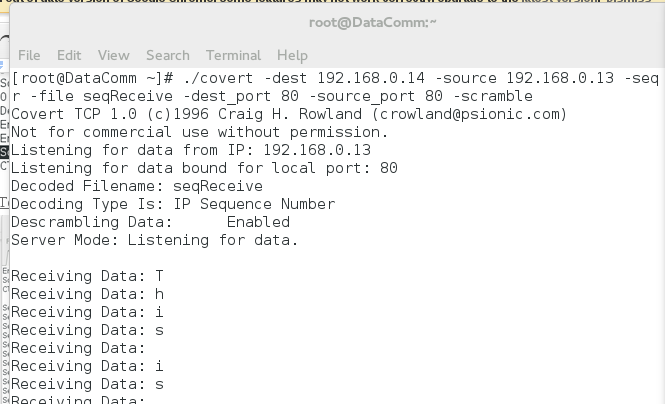 root@DataComm:~
File Edit View Search Terminal Help
[root@DataComm ~]# ./covert -dest 192.168.0.14 -source 192.168.0.13 -seq
r -file seqReceive -dest_port 80 -source_port 80 -scramble
Covert TCP 1.0 (c)1996 Craig H. Rowland (crowland@psionic.com)
Not for commercial use without permission.
Listening for data from IP: 192.168.0.13
Listening for data bound for local port: 80
Decoded Filename: seqReceive
Decoding Type Is: IP Sequence Number
Descrambling Data: Enabled
Server Mode: Listening for data.
Receiving Data: T
Receiving Data: h
Receiving Data: i
Receiving Data: s
Receiving Data:
Receiving Data: i
Receiving Data: s
Receiving Data: